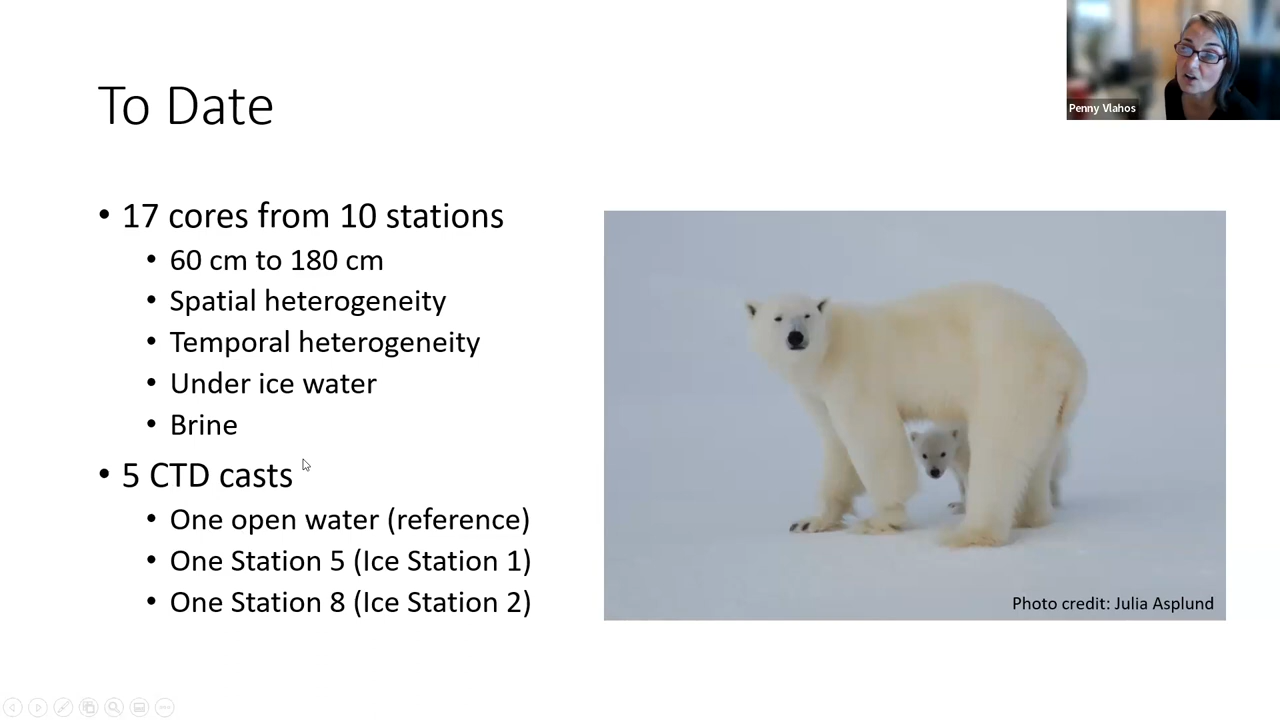 Penny Vlahos
To Date
• 17 cores from 10 stations
• 60 cm to 180 cm
• Spatial heterogeneity
• Temporal heterogeneity
• Under ice water
• Brine
• 5 CTD casts
• One open water (reference)
• One Station 5 (Ice Station 1)
• One Station 8 (Ice Station 2)
Photo credit: Julia Asplund